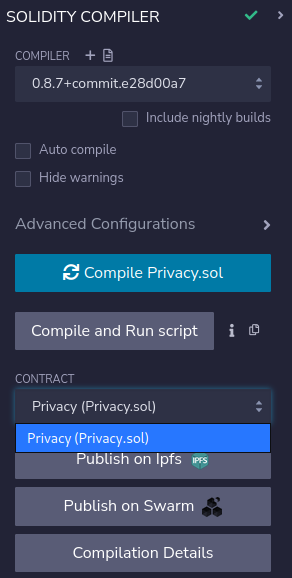 SOLIDITY COMPILER
COMPILER
0.8.7+commit.e28d00a7
Include nightly builds
Auto compile
Hide warnings
Advanced Configurations
Compile Privacy.sol
Compile and Run script
CONTRACT
Privacy (Privacy.sol)
Privacy (Privacy.sol)
Publish on Ipfs IPFS
Publish on Swarm
Compilation Details